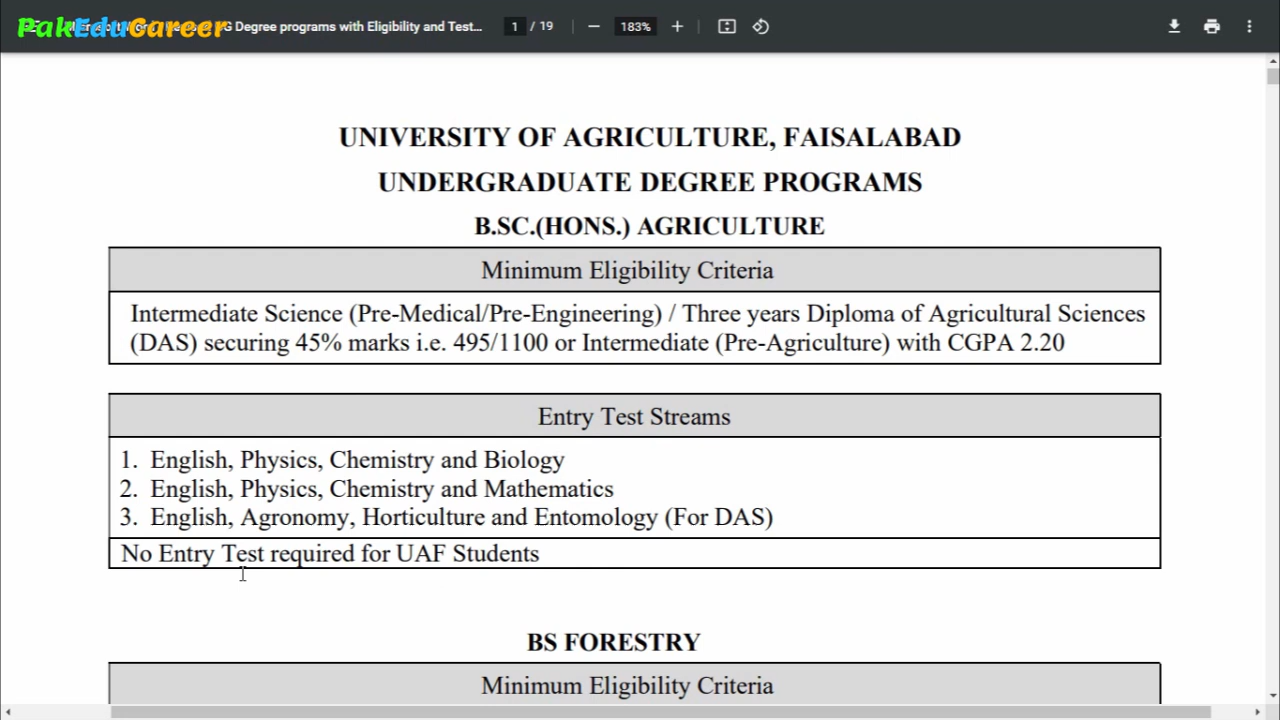 PakEduCareer
G Degree programs with Eligibility and Test...
1 / 19
183%
UNIVERSITY OF AGRICULTURE, FAISALABAD
UNDERGRADUATE DEGREE PROGRAMS
B.SC.(HONS.) AGRICULTURE
Minimum Eligibility Criteria
Intermediate Science (Pre-Medical/Pre-Engineering) / Three years Diploma of Agricultural Sciences
(DAS) securing 45% marks i.e. 495/1100 or Intermediate (Pre-Agriculture) with CGPA 2.20
Entry Test Streams
1. English, Physics, Chemistry and Biology
2. English, Physics, Chemistry and Mathematics
3. English, Agronomy, Horticulture and Entomology (For DAS)
No Entry Test required for UAF Students
BS FORESTRY
Minimum Eligibility Criteria